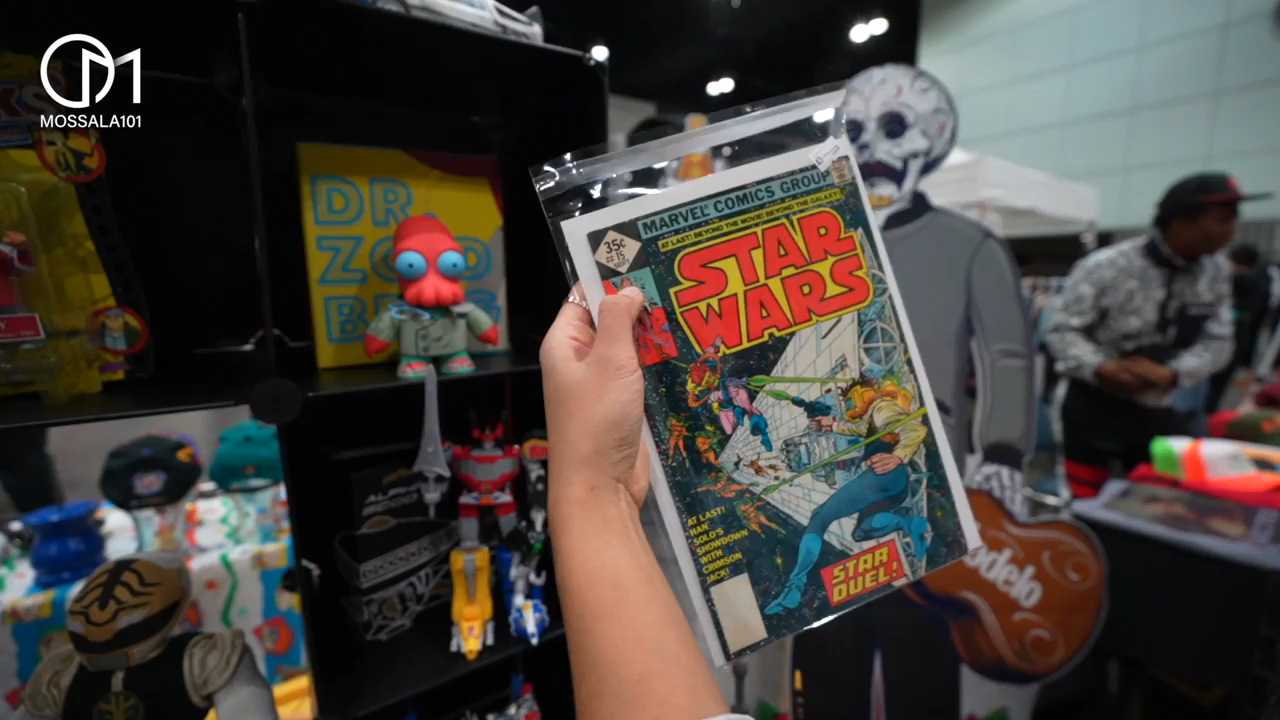 MOSSALA101
DR
ZO
B
MARVEL COMICS GROUP
AT LAST! BEYOND THE MOVIE! BEYOND THE GALAXY!
35¢
15
SEPT
STAR
WARS
AT LAST!
HAN
SOLO'S
SHOWDOWN
WITH
CRIMSON
JACK!
STAR
DUEL!
odelo